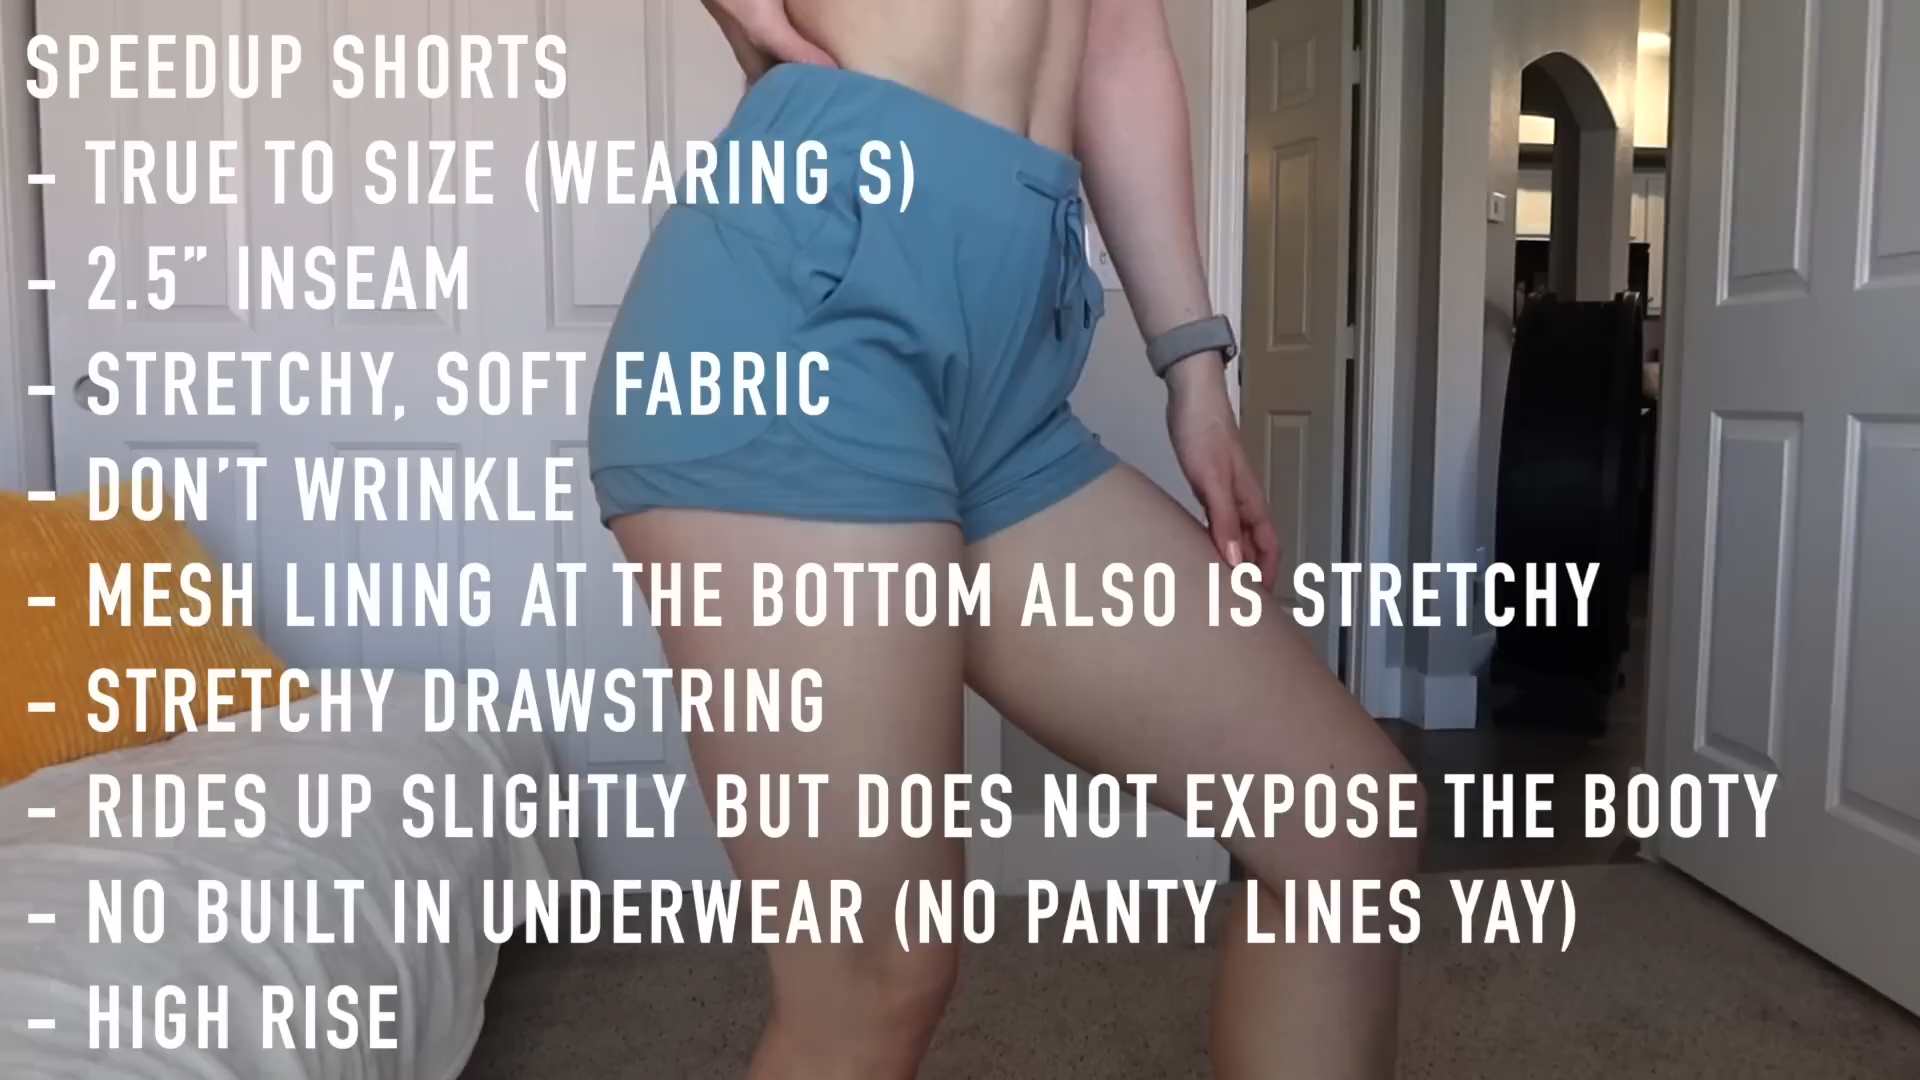 SPEEDUP SHORTS
- TRUE TO SIZE (WEARING S)
- 2.5” INSEAM
- STRETCHY, SOFT FABRIC
- DON’T WRINKLE
- MESH LINING AT THE BOTTOM ALSO IS STRETCHY
- STRETCHY DRAWSTRING
- RIDES UP SLIGHTLY BUT DOES NOT EXPOSE THE BOOTY
- NO BUILT IN UNDERWEAR (NO PANTY LINES YAY)
- HIGH RISE